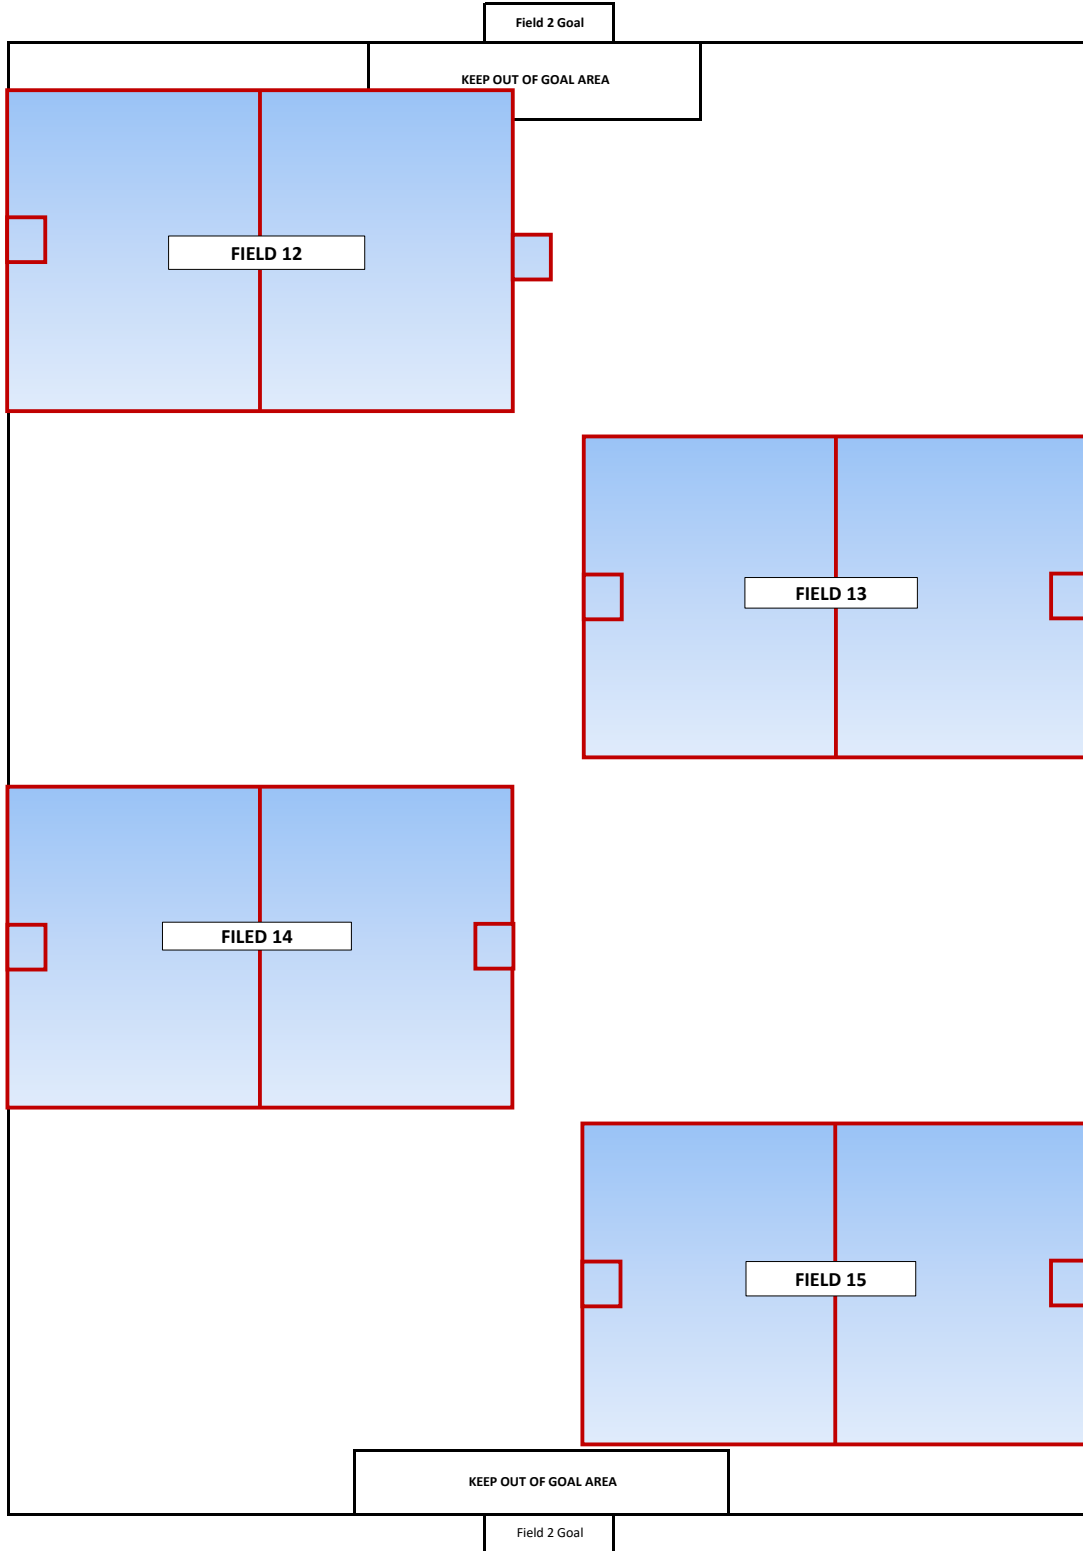 Field 2 Goal
KEEP OUT OF GOAL AREA
FIELD 12
FIELD 13
FILED 14
FIELD 15
KEEP OUT OF GOAL AREA
Field 2 Goal